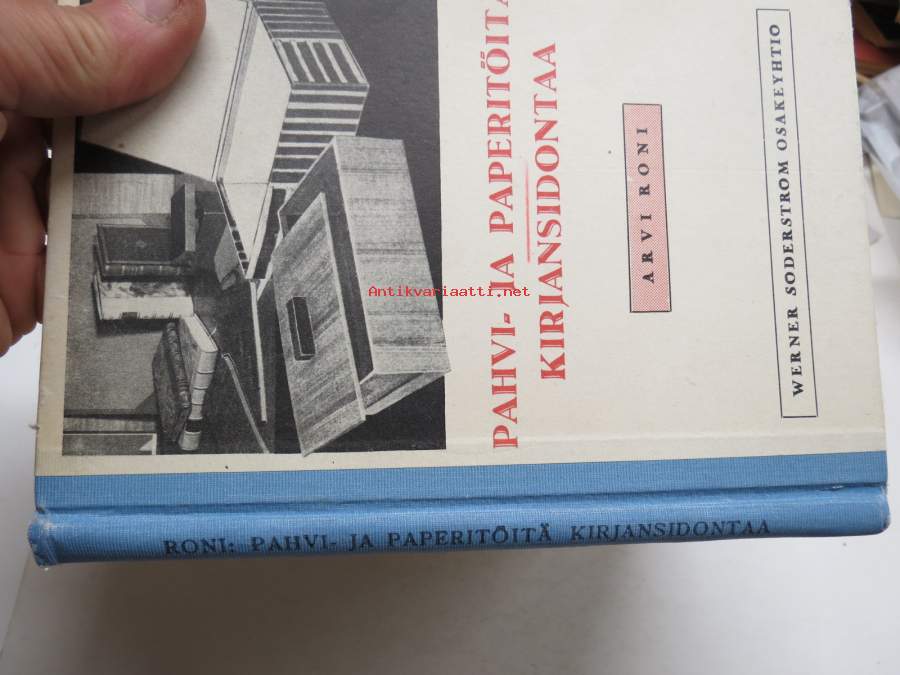 PAHVI- JA PAPERITÖITÄ
KIRJANSIDONTAA
ARVI RONI
WERNER SODERSTROM OSAKEYHTIO
RONI: PAHVI- JA PAPERITÖITÄ KIRJANSIDONTAA
Antikvariaatti.net